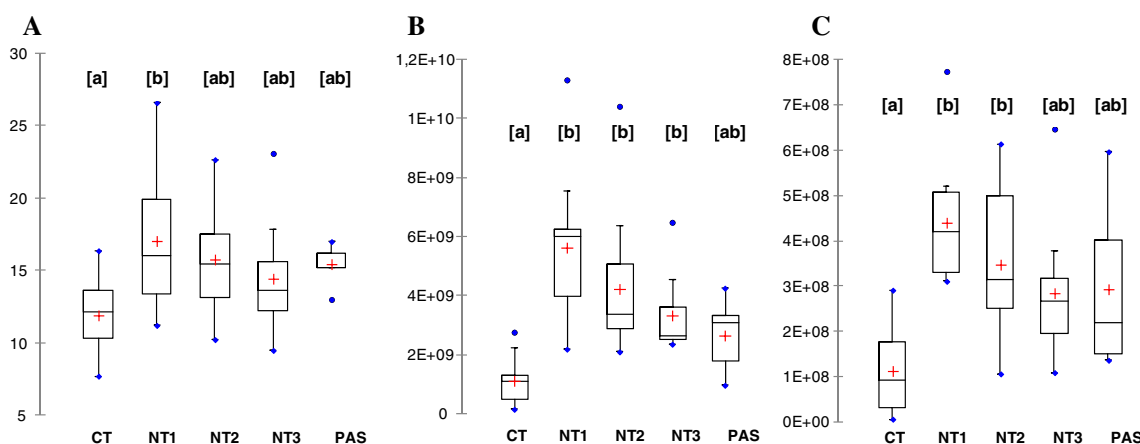 A
30
25
20
15
10
5
[a] [b] [ab] [ab] [ab]
CT NT1 NT2 NT3 PAS
B
1,2E+10
1E+10
8E+09
6E+09
4E+09
2E+09
0
[a] [b] [b] [b] [ab]
CT NT1 NT2 NT3 PAS
C
8E+08
7E+08
6E+08
5E+08
4E+08
3E+08
2E+08
1E+08
0E+00
[a] [b] [b] [ab] [ab]
CT NT1 NT2 NT3 PAS